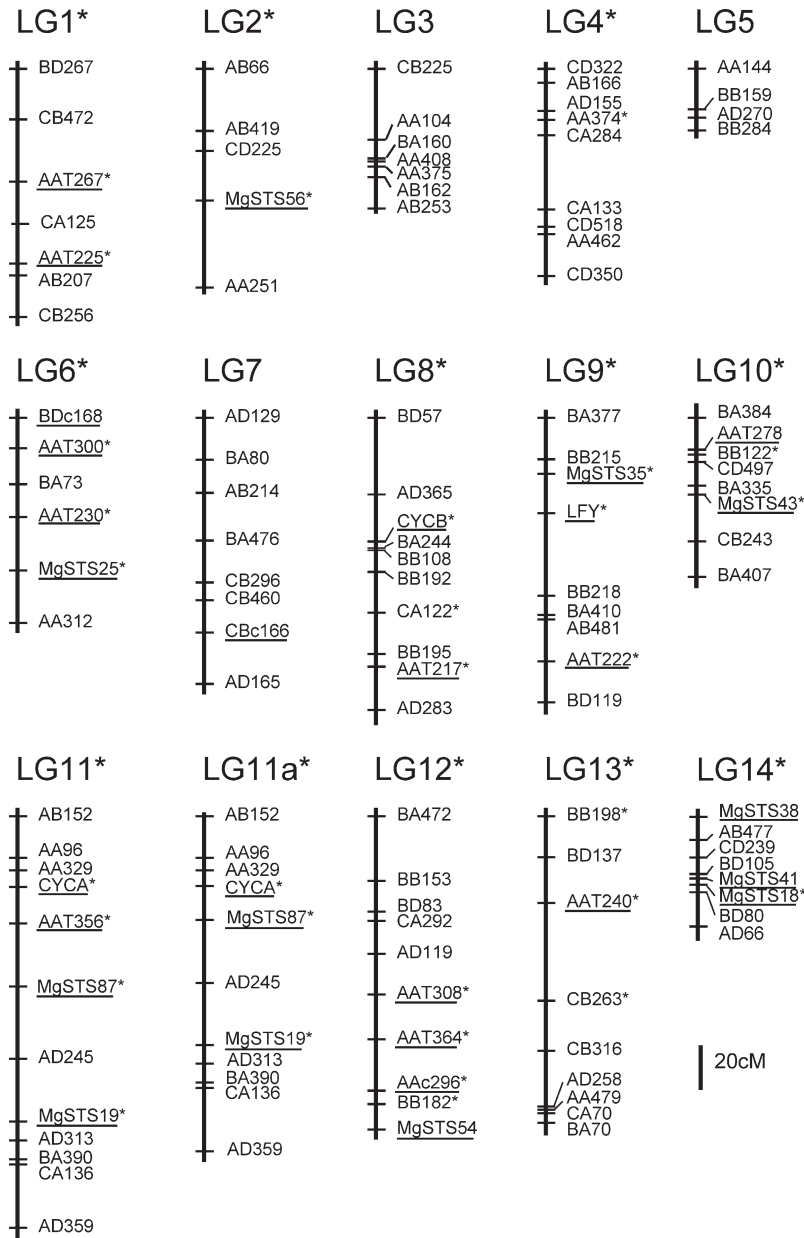 LG1*
BD267
CB472
AAT267*
CA125
AAT225*
AB207
CB256
LG2*
AB66
AB419
CD225
MgSTS56*
AA251
LG3
CB225
AA104
BA160
AA408
AA375
AB162
AB253
LG4*
CD322
AB166
AD155
AA374*
CA284
CA133
CD518
AA462
CD350
LG5
AA144
BB159
AD270
BB284
LG6*
BDc168
AAT300*
BA73
AAT230*
MgSTS25*
AA312
LG7
AD129
BA80
AB214
BA476
CB296
CB460
CBc166
AD165
LG8*
BD57
AD365
CYCB*
BA244
BB108
BB192
CA122*
BB195
AAT217*
AD283
LG9*
BA377
BB215
MgSTS35*
LFY*
BB218
BA410
AB481
AAT222*
BD119
LG10*
BA384
AAT278
BB122*
CD497
BA335
MgSTS43*
CB243
BA407
LG11*
AB152
AA96
AA329
CYCA*
AAT356*
MgSTS87*
AD245
MgSTS19*
AD313
BA390
CA136
AD359
LG11a*
AB152
AA96
AA329
CYCA*
MgSTS87*
AD245
MgSTS19*
AD313
BA390
CA136
AD359
LG12*
BA472
BB153
BD83
CA292
AD119
AAT308*
AAT364*
AAc296*
BB182*
MgSTS54
LG13*
BB198*
BD137
AAT240*
CB263*
CB316
AD258
AA479
CA70
BA70
LG14*
MgSTS38
AB477
CD239
BD105
MgSTS41
MgSTS18*
BD80
AD66
20cM